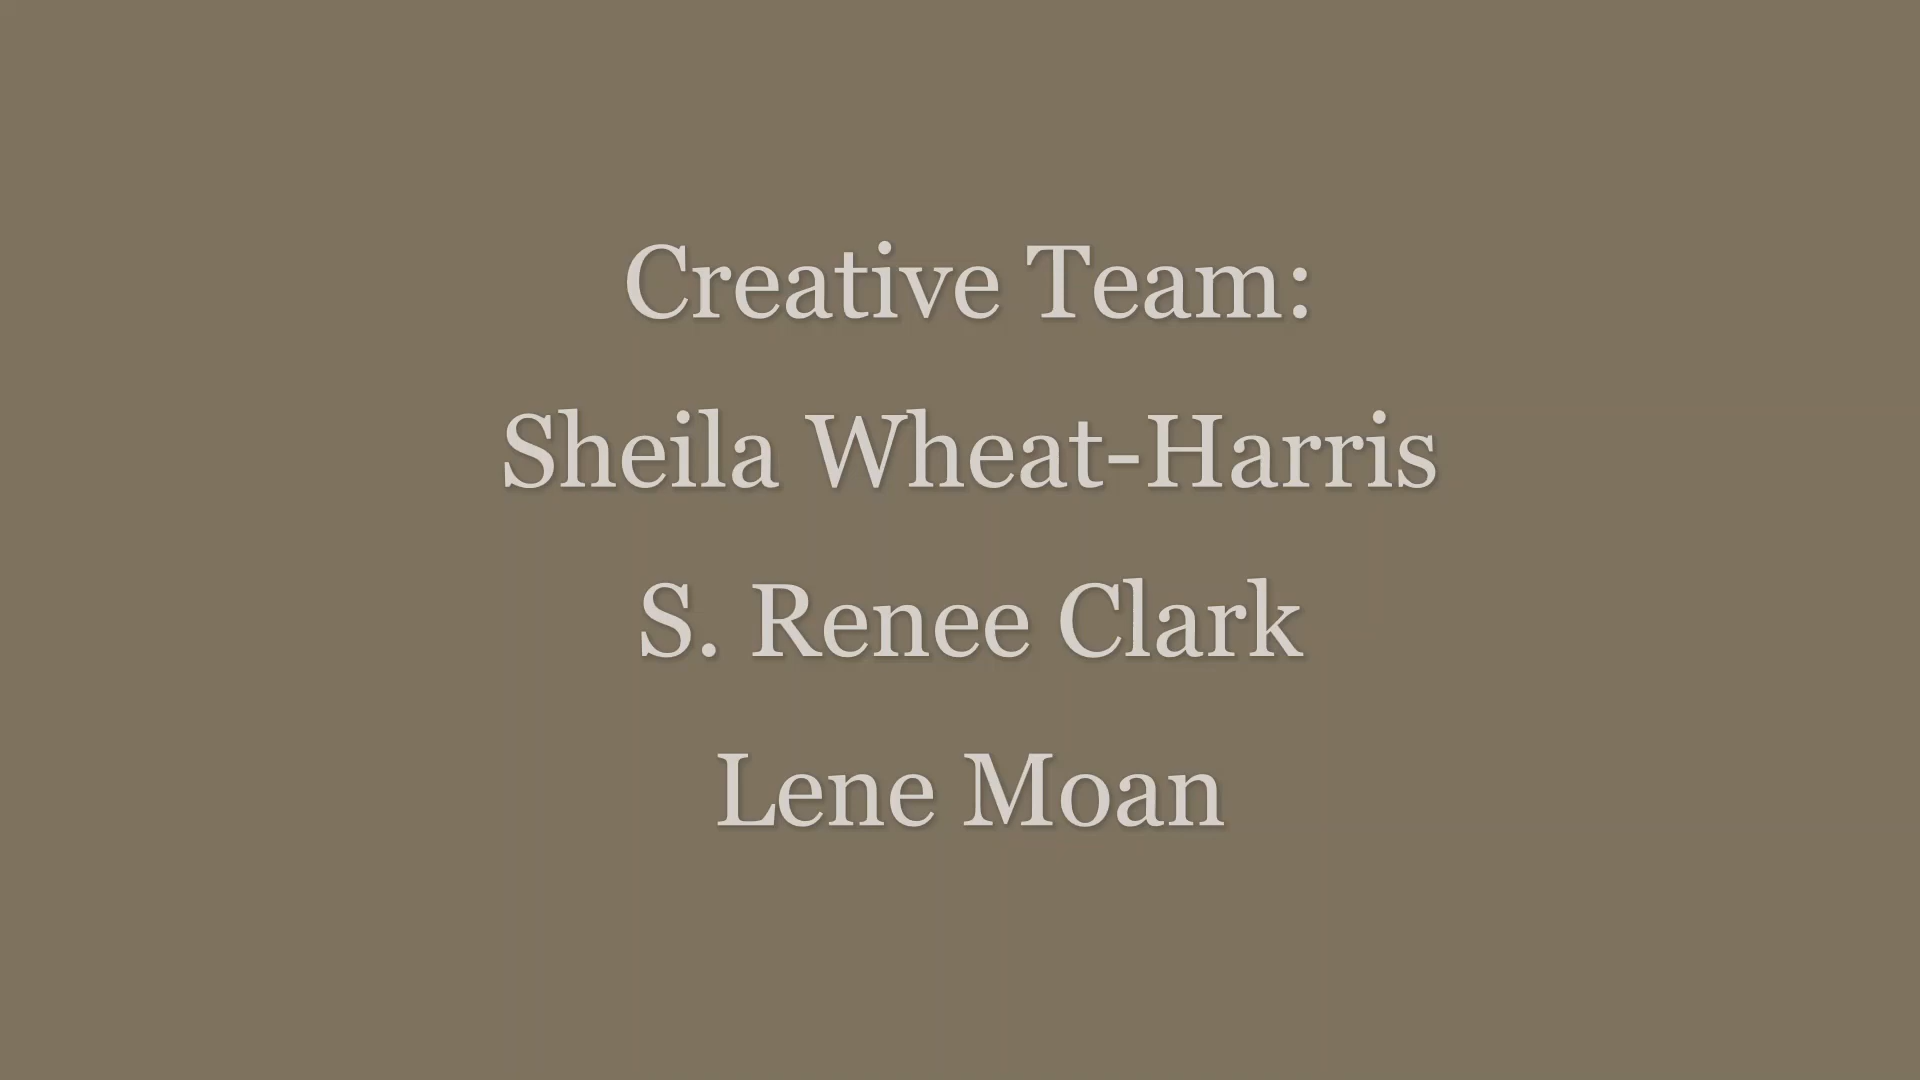 Creative Team:
Sheila Wheat-Harris
S. Renee Clark
Lene Moan